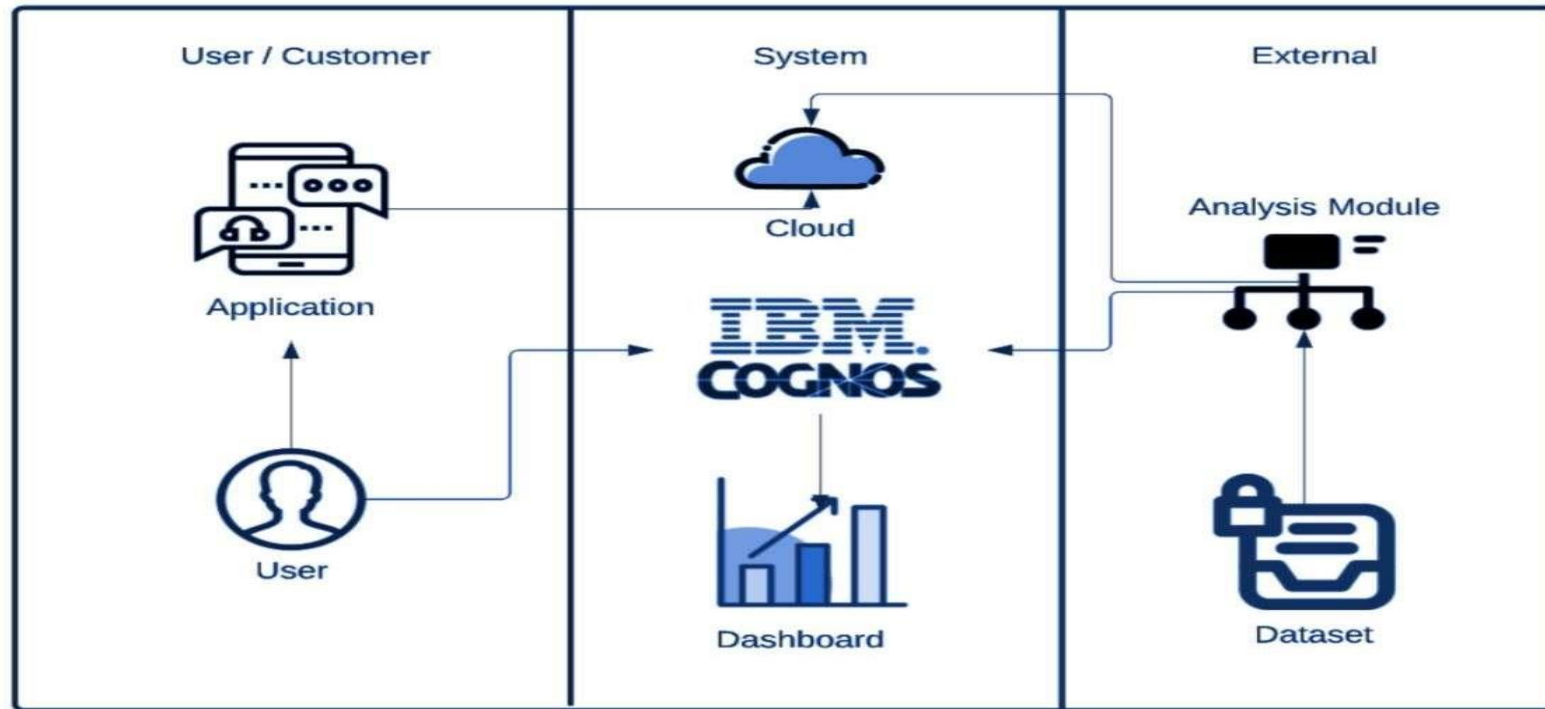 User / Customer
System
External
Application
User
Cloud
IBM.
COGNOS
Dashboard
Analysis Module
Dataset